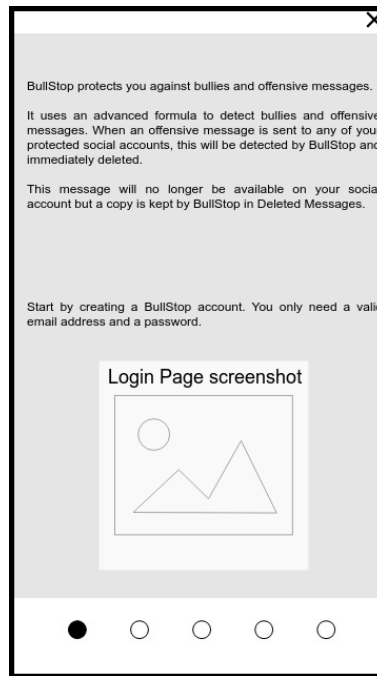 BullStop protects you against bullies and offensive messages.
It uses an advanced formula to detect bullies and offensive
messages. When an offensive message is sent to any of your
protected social accounts, this will be detected by BullStop and
immediately deleted.
This message will no longer be available on your social
account but a copy is kept by BullStop in Deleted Messages.
Start by creating a BullStop account. You only need a valid
email address and a password.
Login Page screenshot